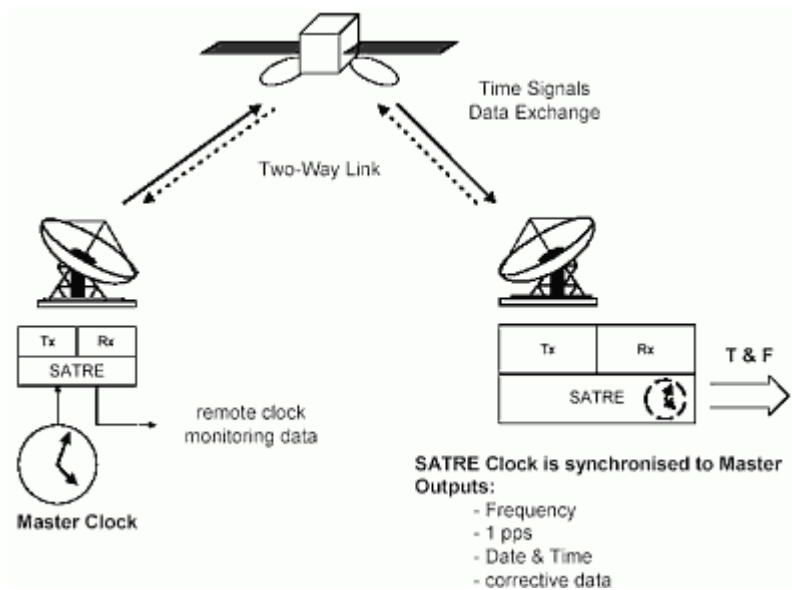 Time Signals
Data Exchange
Two-Way Link
Tx
Rx
SATRE
remote clock
monitoring data
Master Clock
Tx
Rx
SATRE
T & F
SATRE Clock is synchronised to Master
Outputs:
- Frequency
- 1 pps
- Date & Time
- corrective data